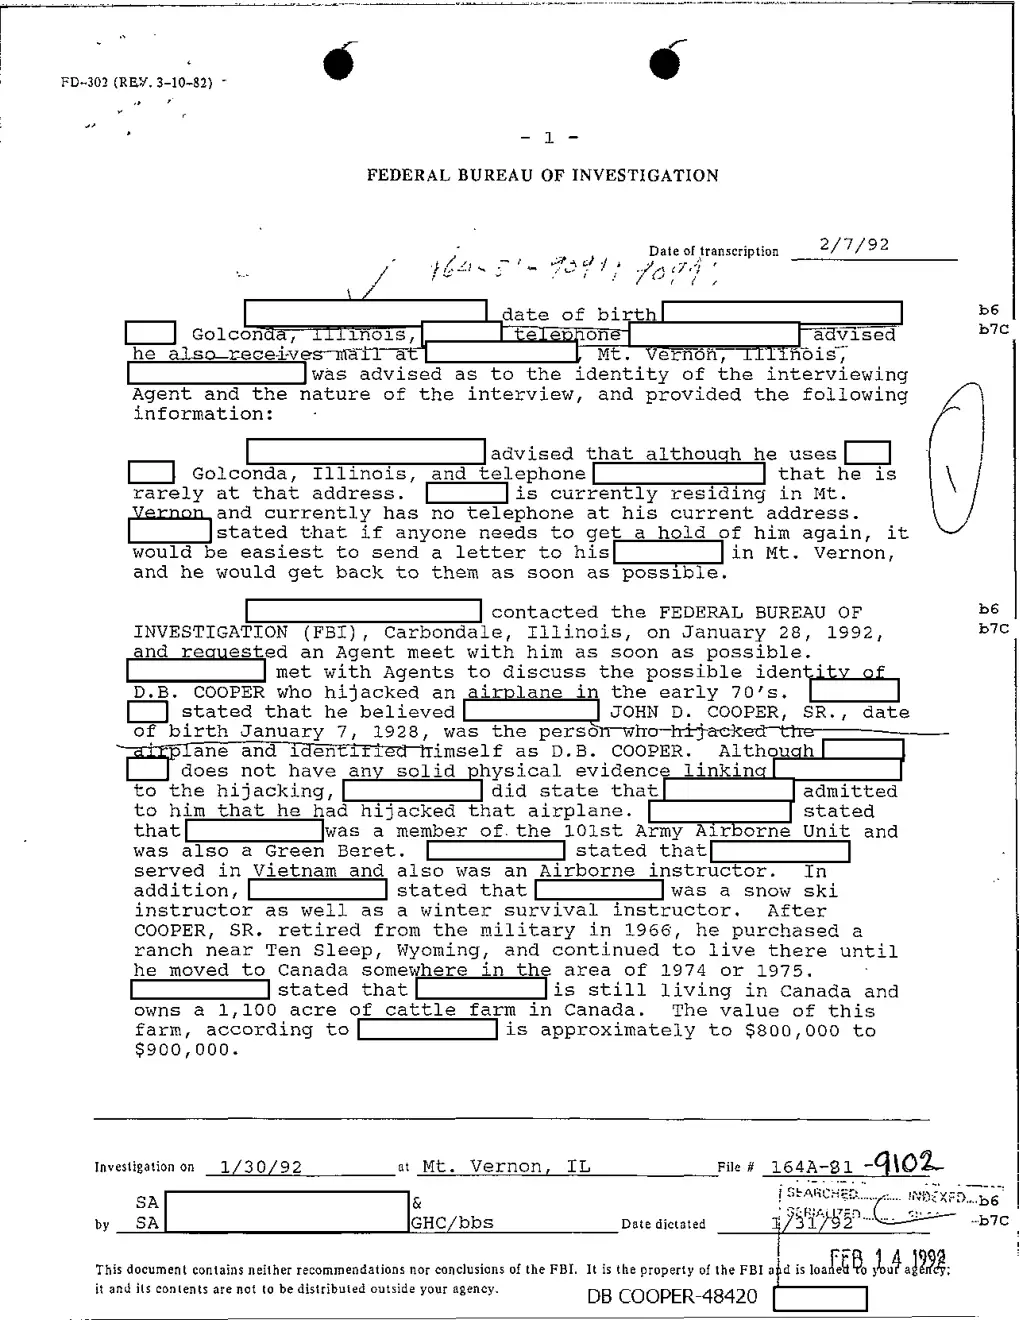 FD-302 (REV. 3-10-82)
- 1 -
FEDERAL BUREAU OF INVESTIGATION
Date of transcription 2/7/92
date of birth b6
Golconda, Illinois, telephone advised b7C
he also receives mail at , Mt. Vernon, Illinois,
was advised as to the identity of the interviewing
Agent and the nature of the interview, and provided the following
information:
advised that although he uses
Golconda, Illinois, and telephone that he is
rarely at that address. is currently residing in Mt.
Vernon and currently has no telephone at his current address.
stated that if anyone needs to get a hold of him again, it
would be easiest to send a letter to his in Mt. Vernon,
and he would get back to them as soon as possible.
contacted the FEDERAL BUREAU OF b6
INVESTIGATION (FBI), Carbondale, Illinois, on January 28, 1992, b7C
and requested an Agent meet with him as soon as possible.
met with Agents to discuss the possible identity of
D.B. COOPER who hijacked an airplane in the early 70's.
stated that he believed JOHN D. COOPER, SR., date
of birth January 7, 1928, was the person who hijacked the
airplane and identified himself as D.B. COOPER. Although
does not have any solid physical evidence linking
to the hijacking, did state that admitted
to him that he had hijacked that airplane. stated
that was a member of the 101st Army Airborne Unit and
was also a Green Beret. stated that
served in Vietnam and also was an Airborne instructor. In
addition, stated that was a snow ski
instructor as well as a winter survival instructor. After
COOPER, SR. retired from the military in 1966, he purchased a
ranch near Ten Sleep, Wyoming, and continued to live there until
he moved to Canada somewhere in the area of 1974 or 1975.
stated that is still living in Canada and
owns a 1,100 acre of cattle farm in Canada. The value of this
farm, according to is approximately to $800,000 to
$900,000.
Investigation on 1/30/92 at Mt. Vernon, IL File # 164A-81 -9102
SEARCHED INDEXED b6
SA &
SERIALIZED
by SA GHC/bbs Date dictated 1/31/92 b7C
FEB 14 1992
This document contains neither recommendations nor conclusions of the FBI. It is the property of the FBI and is loaned to your agency;
it and its contents are not to be distributed outside your agency.
DB COOPER-48420